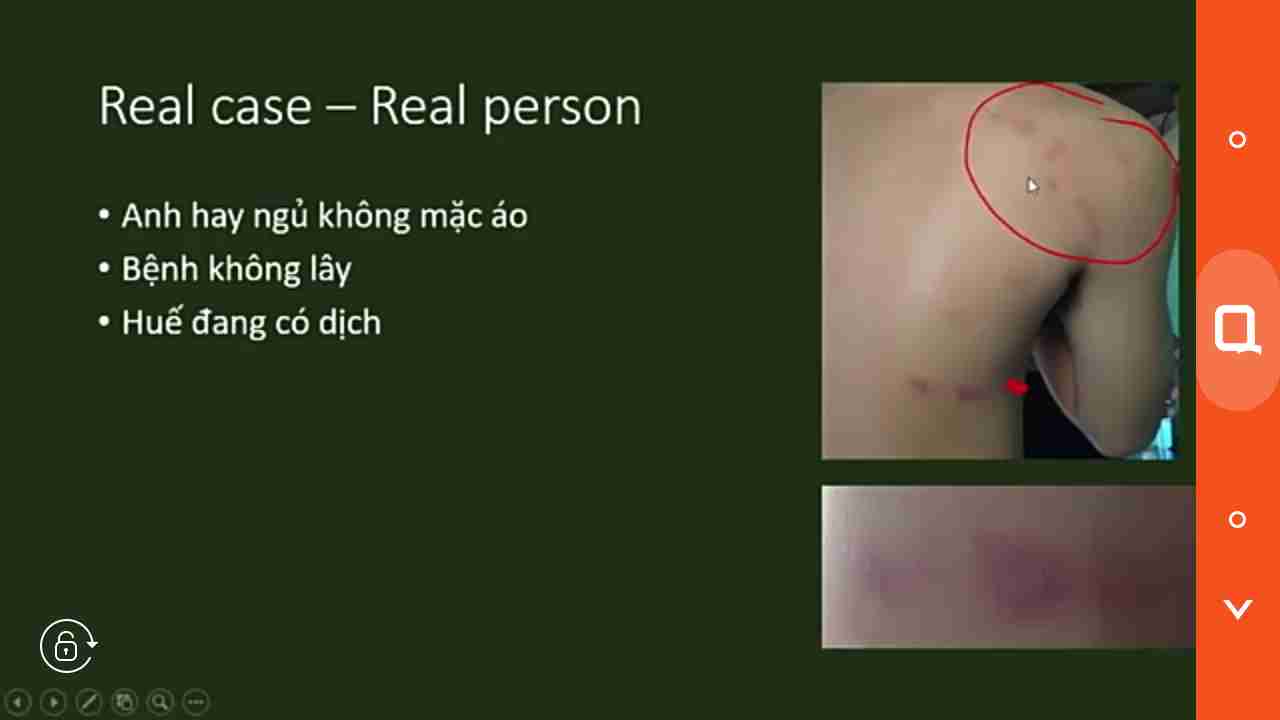 Real case – Real person
• Anh hay ngủ không mặc áo
• Bệnh không lây
• Huế đang có dịch